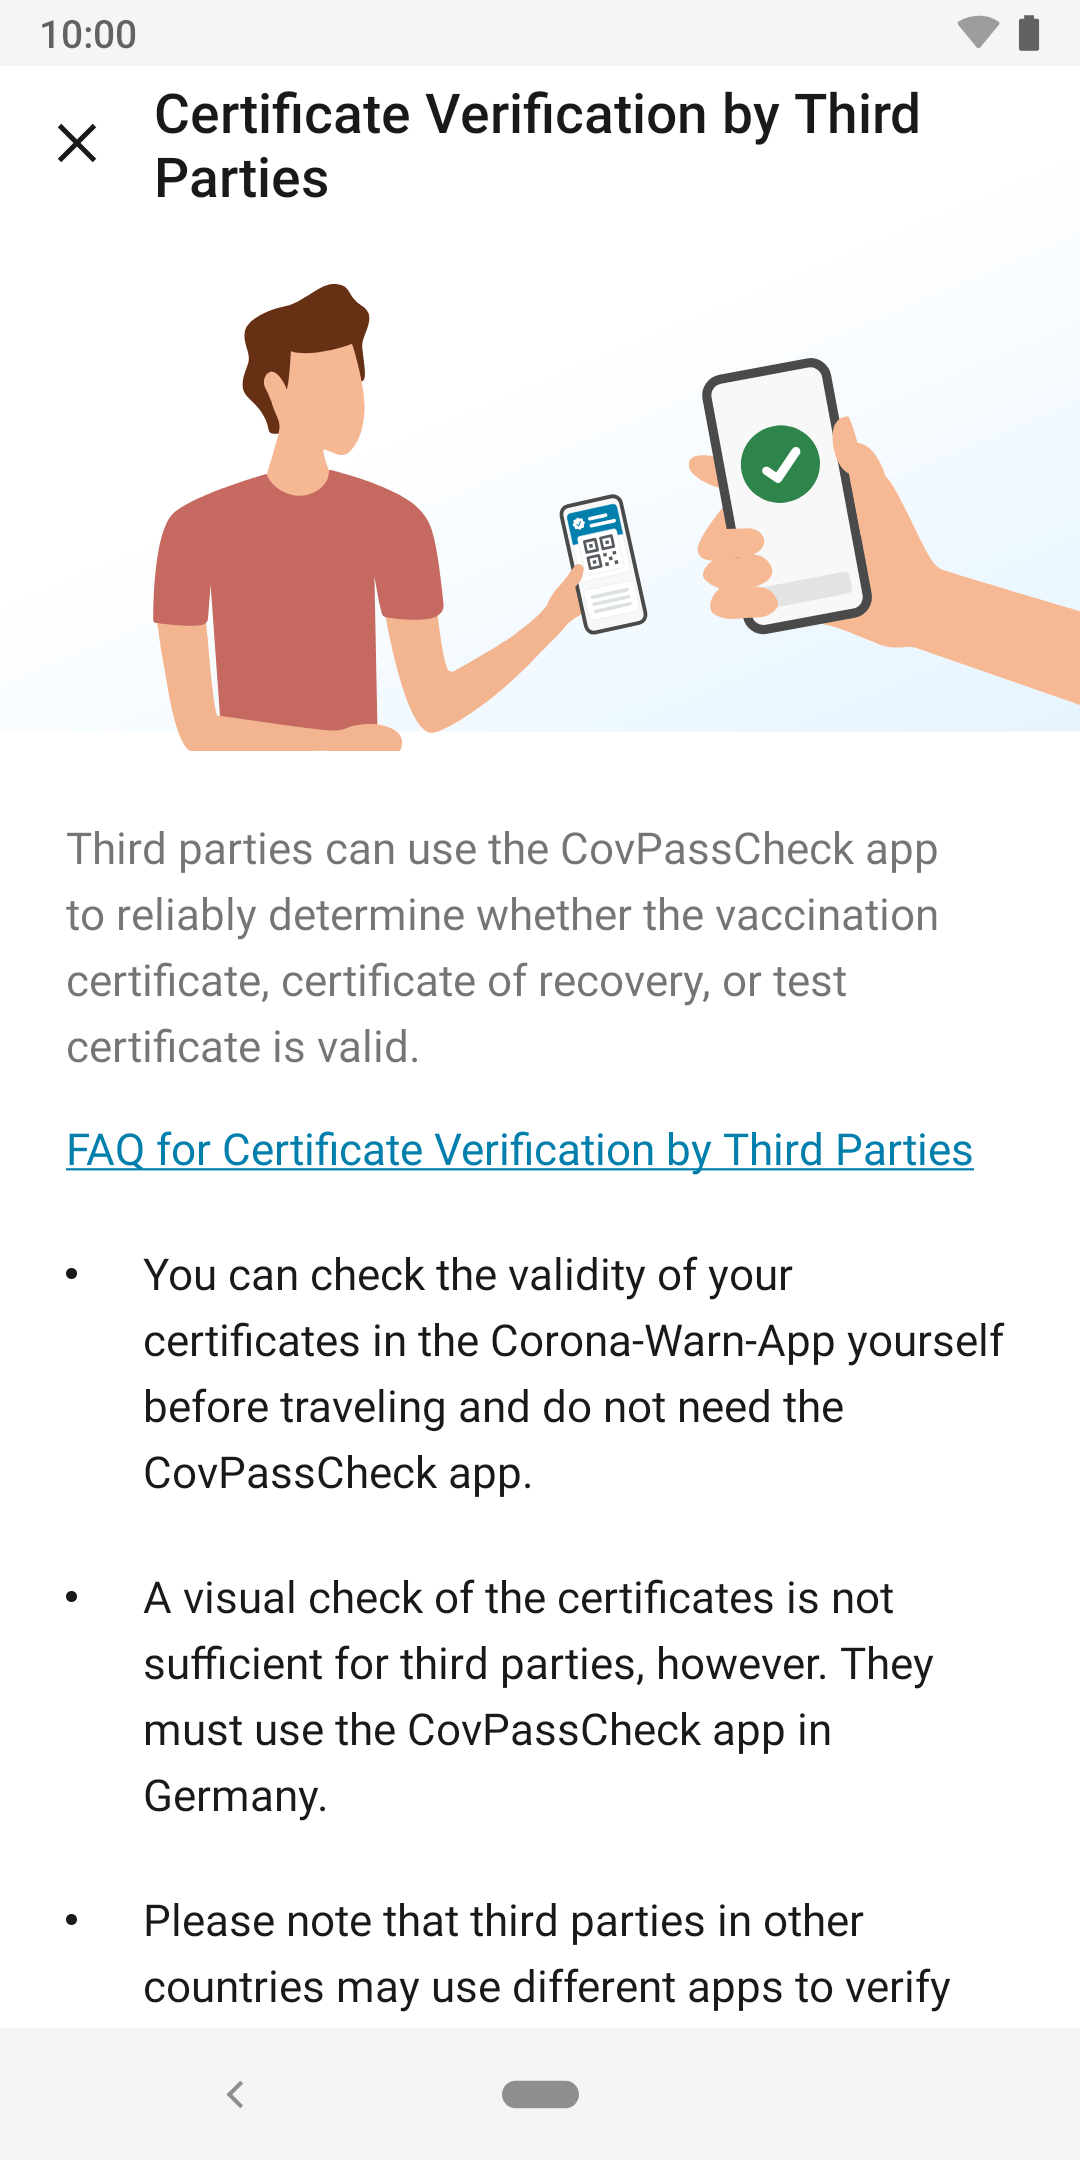 10:00
Certificate Verification by Third
Parties
Third parties can use the CovPassCheck app
to reliably determine whether the vaccination
certificate, certificate of recovery, or test
certificate is valid.
FAQ for Certificate Verification by Third Parties
• You can check the validity of your
certificates in the Corona-Warn-App yourself
before traveling and do not need the
CovPassCheck app.
• A visual check of the certificates is not
sufficient for third parties, however. They
must use the CovPassCheck app in
Germany.
• Please note that third parties in other
countries may use different apps to verify